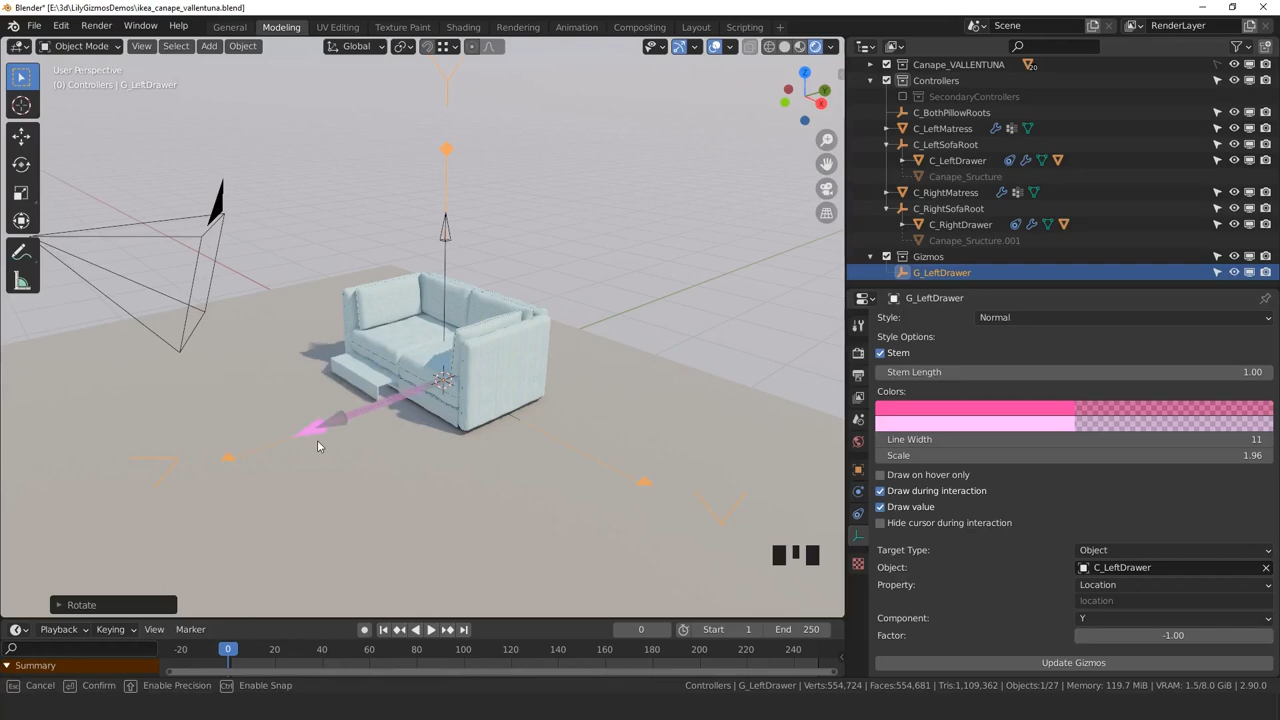 Blender* [E:\3d\LilyGizmosDemos\ikea_canape_vallentuna.blend]
File Edit Render Window Help General Modeling UV Editing Texture Paint Shading Rendering Animation Compositing Layout Scripting Scene RenderLayer
Object Mode View Select Add Object Global
User Perspective
(0) Controllers | G_LeftDrawer
Z
Y
X
Canape_VALLENTUNA 20
Controllers
SecondaryControllers
C_BothPillowRoots
C_LeftMatress
C_LeftSofaRoot
C_LeftDrawer
Canape_Sructure
C_RightMatress
C_RightSofaRoot
C_RightDrawer
Canape_Sructure.001
Gizmos
G_LeftDrawer
G_LeftDrawer
Style: Normal
Style Options:
Stem
Stem Length 1.00
Colors:
Line Width 11
Scale 1.96
Draw on hover only
Draw during interaction
Draw value
Hide cursor during interaction
Target Type: Object
Object: C_LeftDrawer
Property: Location
location
Component: Y
Factor: -1.00
Update Gizmos
Rotate
Playback Keying View Marker 0 Start 1 End 250
-20 0 20 40 60 80 100 120 140 160 180 200 220 240
Summary
Esc Cancel Confirm Enable Precision Ctrl Enable Snap Controllers | G_LeftDrawer | Verts:554,724 | Faces:554,681 | Tris:1,109,362 | Objects:1/27 | Memory: 119.7 MiB | VRAM: 1.5/8.0 GiB | 2.90.0